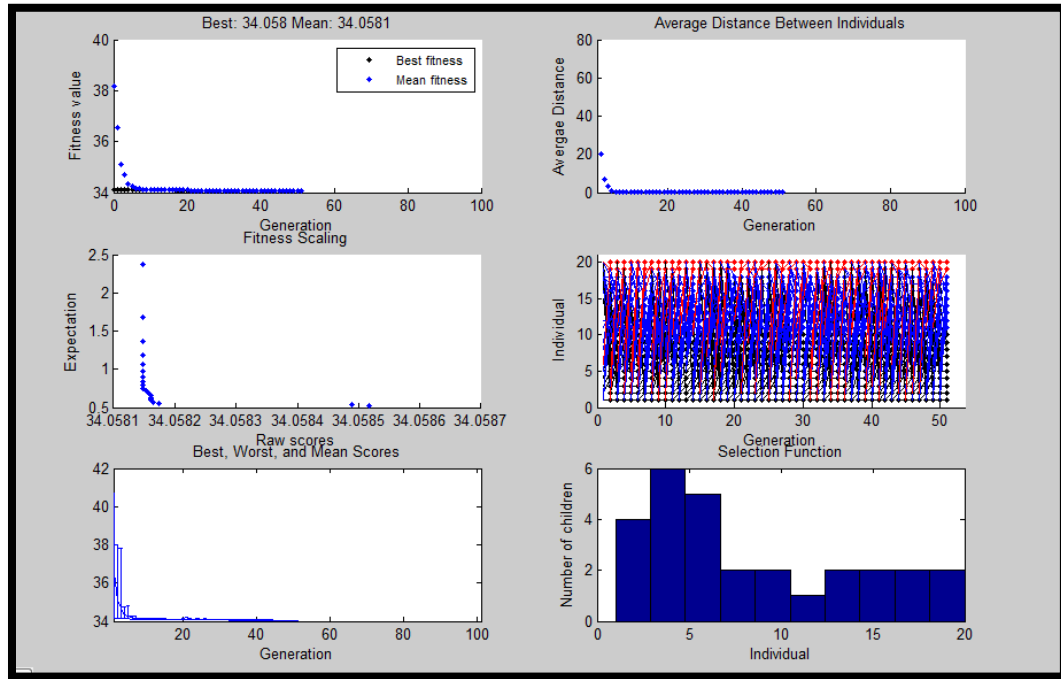 Best: 34.058 Mean: 34.0581
40
38
36
34
Fitness value
Best fitness
Mean fitness
0 20 40 60 80 100
Generation
Average Distance Between Individuals
80
60
40
20
0
Avergae Distance
20 40 60 80 100
Generation
Fitness Scaling
2.5
2
1.5
1
0.5
Expectation
34.0581 34.0582 34.0583 34.0584 34.0585 34.0586 34.0587
Raw scores
20
15
10
5
0
Individual
0 10 20 30 40 50
Generation
Best, Worst, and Mean Scores
42
40
38
36
34
20 40 60 80 100
Generation
Selection Function
6
4
2
0
Number of children
0 5 10 15 20
Individual